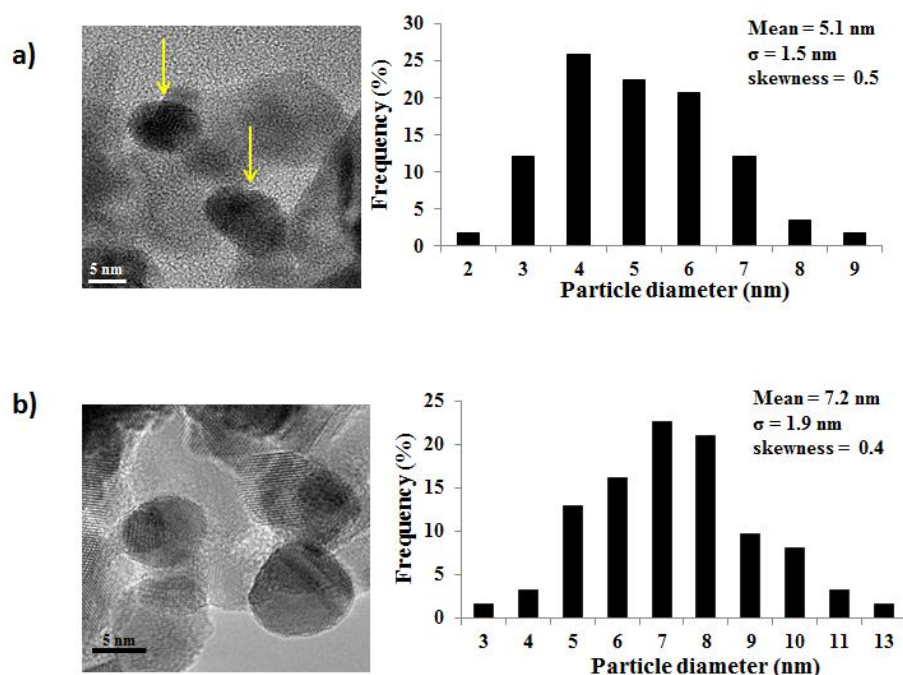 a)
5 nm
30
25
20
15
10
5
0
Frequency (%)
Mean = 5.1 nm
σ = 1.5 nm
skewness = 0.5
2 3 4 5 6 7 8 9
Particle diameter (nm)
b)
5 nm
25
20
15
10
5
0
Frequency (%)
Mean = 7.2 nm
σ = 1.9 nm
skewness = 0.4
3 4 5 6 7 8 9 10 11 13
Particle diameter (nm)